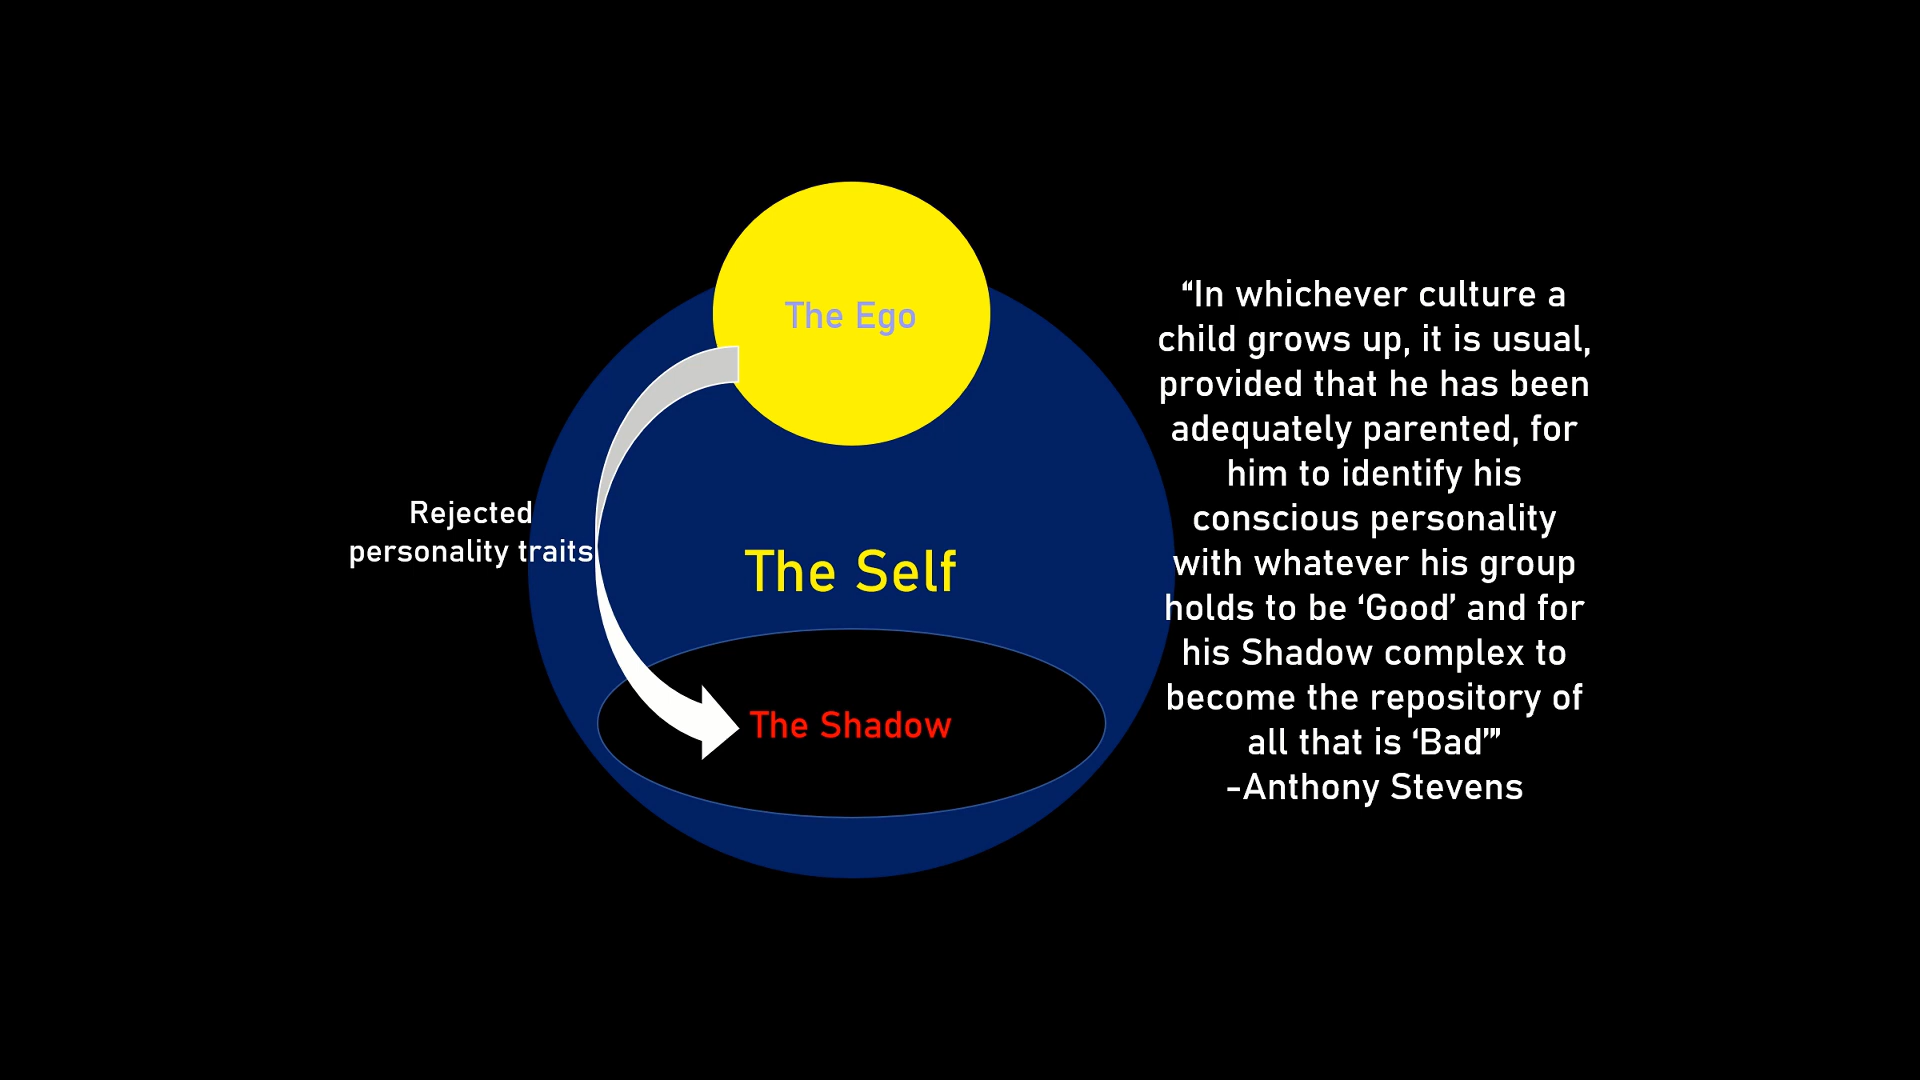 The Ego
Rejected
personality traits
The Self
The Shadow
“In whichever culture a
child grows up, it is usual,
provided that he has been
adequately parented, for
him to identify his
conscious personality
with whatever his group
holds to be ‘Good’ and for
his Shadow complex to
become the repository of
all that is ‘Bad’”
-Anthony Stevens